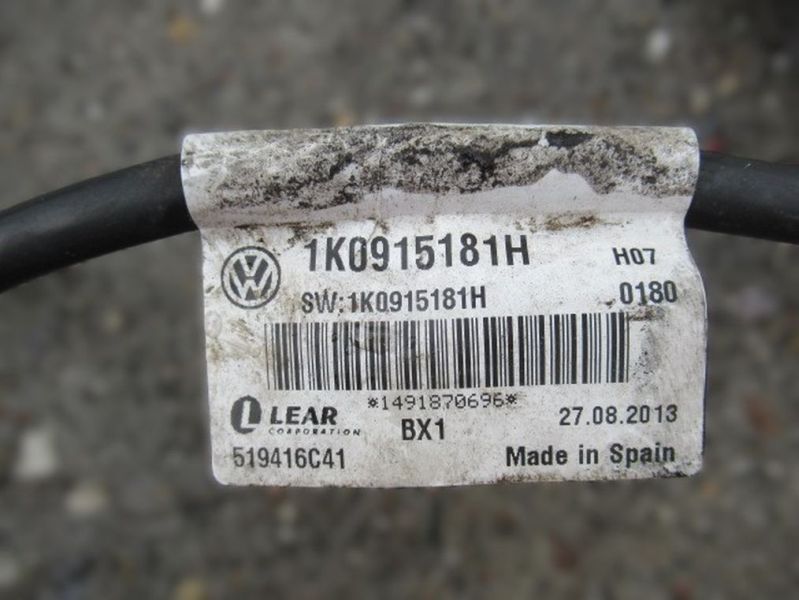 1K0915181H H07
SW:1K0915181H 0180
*1491870696*
LEAR 27.08.2013
CORPORATION BX1
519416C41 Made in Spain